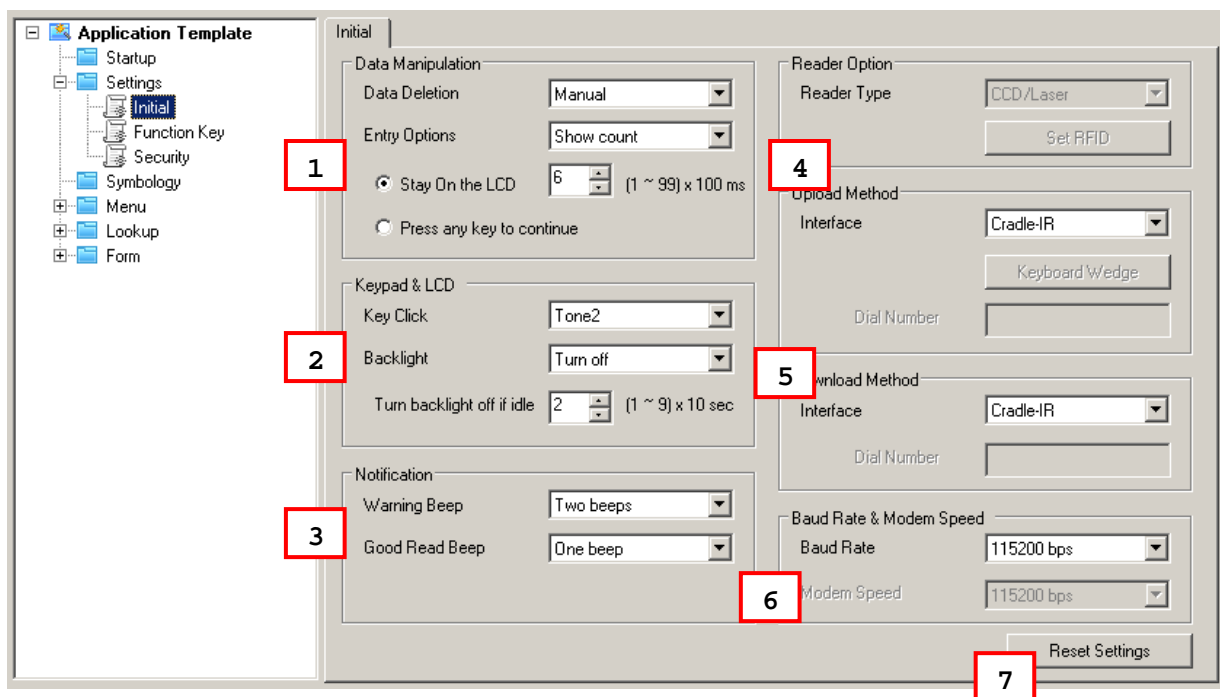 Application Template
Startup
Settings
Initial
Function Key
Security
Symbology
Menu
Lookup
Form
Initial
Data Manipulation
Data Deletion Manual
Entry Options Show count
1
Stay On the LCD 6 (1 ~ 99) x 100 ms
Press any key to continue
Keypad & LCD
Key Click Tone2
2
Backlight Turn off
Turn backlight off if idle 2 (1 ~ 9) x 10 sec
Notification
Warning Beep Two beeps
3
Good Read Beep One beep
Reader Option
Reader Type CCD/Laser
Set RFID
4
Upload Method
Interface Cradle-IR
Keyboard Wedge
Dial Number
5
wnload Method
Interface Cradle-IR
Dial Number
Baud Rate & Modem Speed
Baud Rate 115200 bps
6
Modem Speed 115200 bps
Reset Settings
7